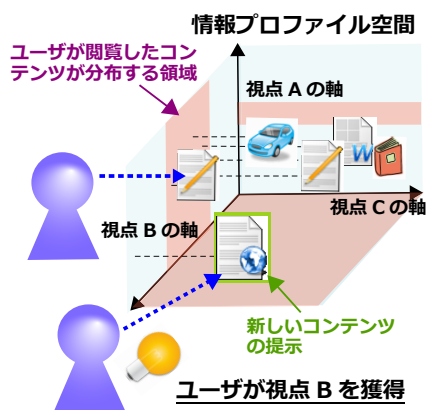 情報プロファイル空間
ユーザが閲覧したコン
テンツが分布する領域
視点 A の軸
W
視点 C の軸
視点 B の軸
新しいコンテンツ
の提示
ユーザが視点 B を獲得